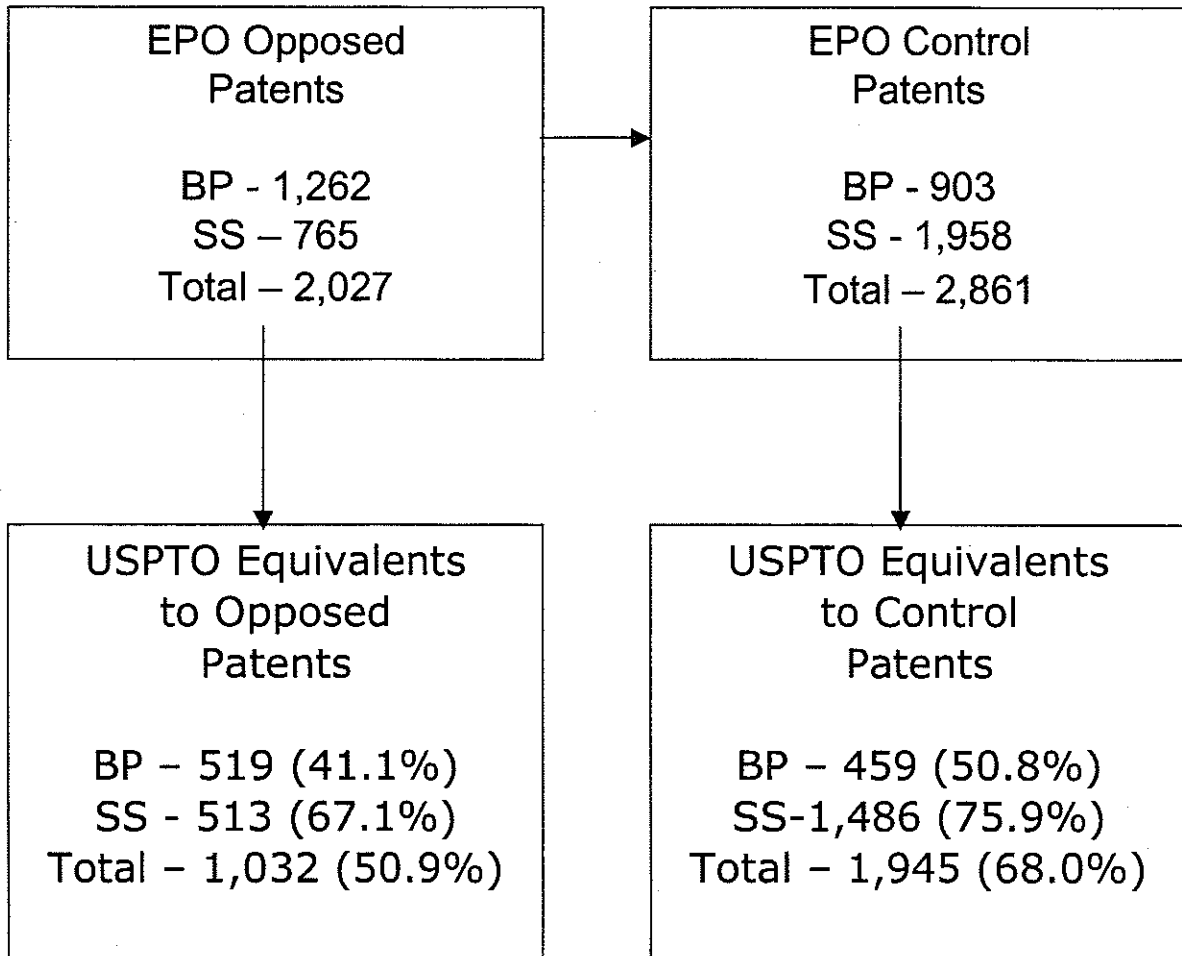 EPO Opposed
Patents
BP - 1,262
SS – 765
Total – 2,027
EPO Control
Patents
BP - 903
SS - 1,958
Total – 2,861
USPTO Equivalents
to Opposed
Patents
BP – 519 (41.1%)
SS - 513 (67.1%)
Total – 1,032 (50.9%)
USPTO Equivalents
to Control
Patents
BP – 459 (50.8%)
SS-1,486 (75.9%)
Total – 1,945 (68.0%)